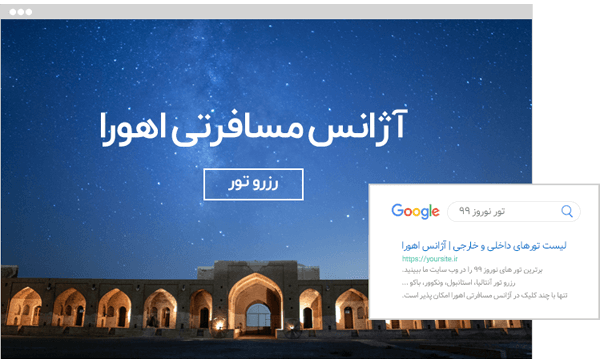 آژانس مسافرتی اهورا
رزرو تور
Google
تور نوروز ۹۹
لیست تورهای داخلی و خارجی | آژانس اهورا
https://yoursite.ir
برترین تور های نوروز ۹۹ را در وب سایت ما ببینید.
رزرو تور آنتالیا، استانبول، ونکوور، باکو ...
تنها با چند کلیک در آژانس مسافرتی اهورا امکان پذیر است.